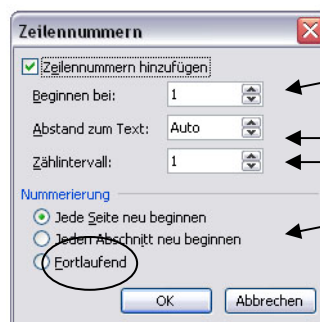 Zeilennummern
Zeilennummern hinzufügen
Beginnen bei: 1
Abstand zum Text: Auto
Zählintervall: 1
Nummerierung
Jede Seite neu beginnen
Jeden Abschnitt neu beginnen
Fortlaufend
OK Abbrechen